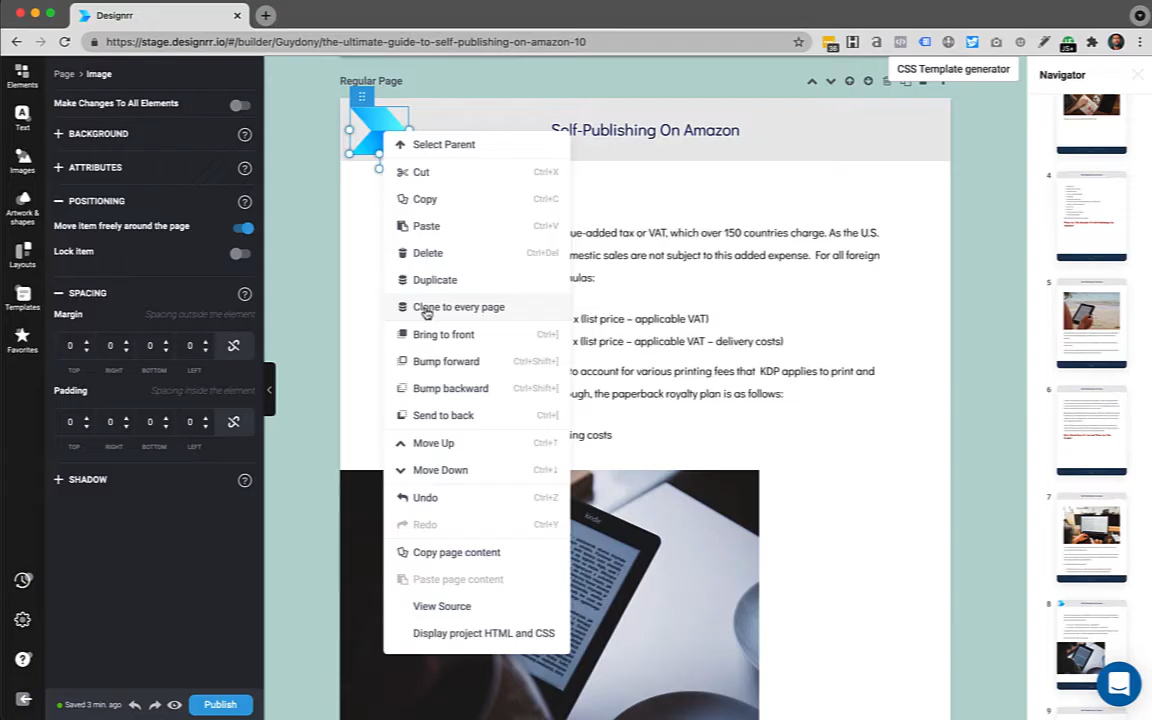 Designrr
https://stage.designrr.io/#/builder/Guydony/the-ultimate-guide-to-self-publishing-on-amazon-10
CSS Template generator
Elements
Text
Images
Artwork & shapes
Layouts
Templates
Favorites
Page > Image
Make Changes To All Elements
BACKGROUND
ATTRIBUTES
POSITIONING
Move item freely around the page
Lock item
SPACING
Margin Spacing outside the element
0 0 0 0
TOP RIGHT BOTTOM LEFT
Padding Spacing inside the element
0 0 0 0
TOP RIGHT BOTTOM LEFT
SHADOW
Saved 3 min. ago
Publish
Regular Page
Self-Publishing On Amazon
Select Parent
Cut Ctrl+X
Copy Ctrl+C
Paste Ctrl+V
Delete Ctrl+Del
Duplicate
Clone to every page
Bring to front Ctrl+]
Bump forward Ctrl+Shift+]
Bump backward Ctrl+Shift+[
Send to back Ctrl+[
Move Up Ctrl+↑
Move Down Ctrl+↓
Undo Ctrl+Z
Redo Ctrl+Y
Copy page content
Paste page content
View Source
Display project HTML and CSS
ue-added tax or VAT, which over 150 countries charge. As the U.S.
mestic sales are not subject to this added expense. For all foreign
mulas:
x (list price – applicable VAT)
x (list price – applicable VAT – delivery costs)
to account for various printing fees that KDP applies to print and
ugh, the paperback royalty plan is as follows:
ing costs
kindle
Navigator
4
5
6
7
8
9